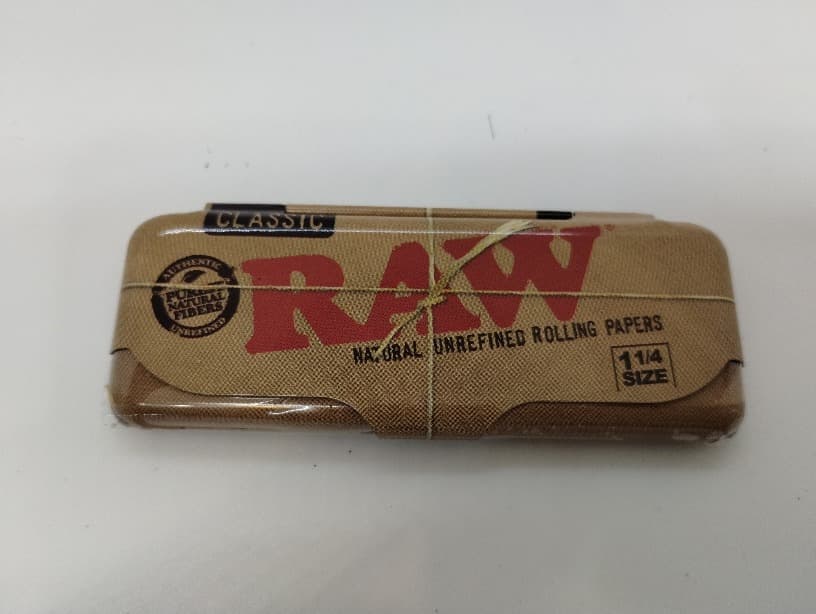 CLASSIC
RAW®
AUTHENTIC
PURE
NATURAL
FIBERS
UNREFINED
NATURAL UNREFINED ROLLING PAPERS
1 1/4
SIZE